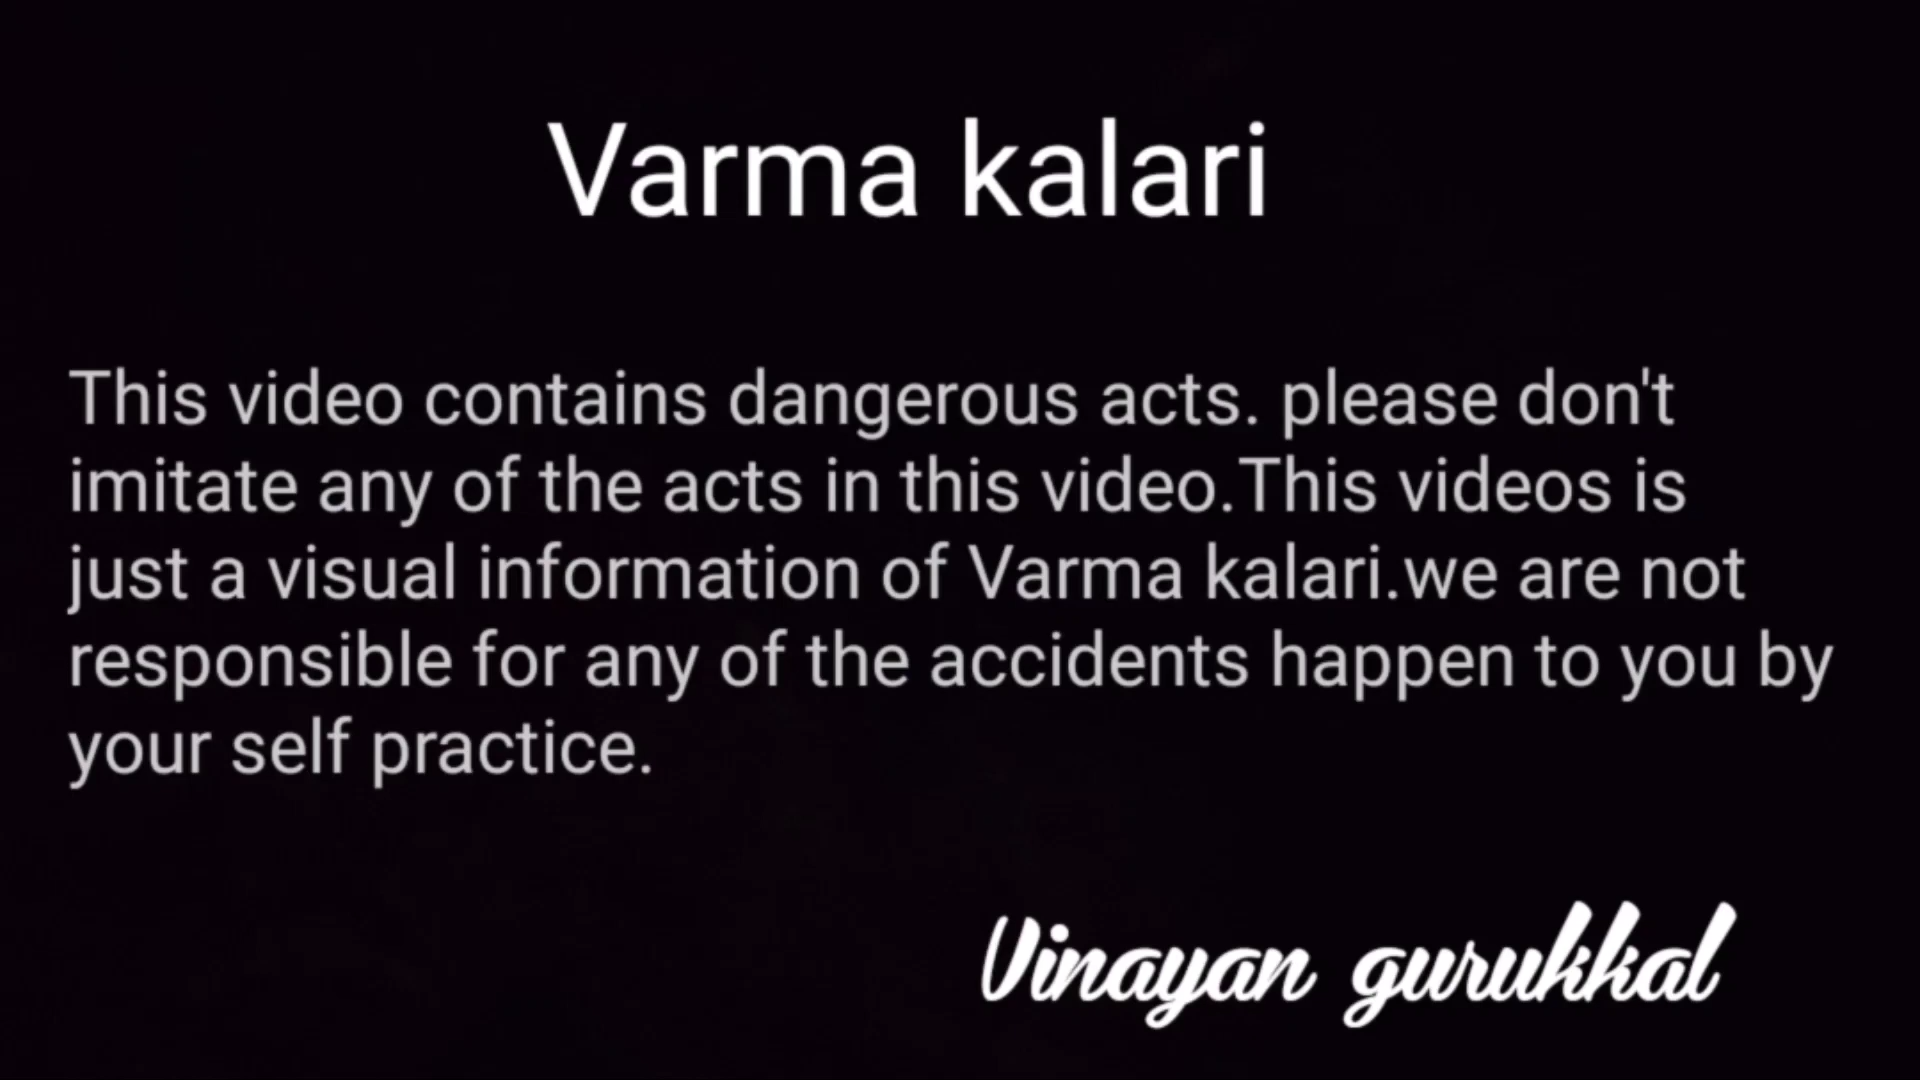 Varma kalari
This video contains dangerous acts. please don't
imitate any of the acts in this video.This videos is
just a visual information of Varma kalari.we are not
responsible for any of the accidents happen to you by
your self practice.
Vinayan gurukkal